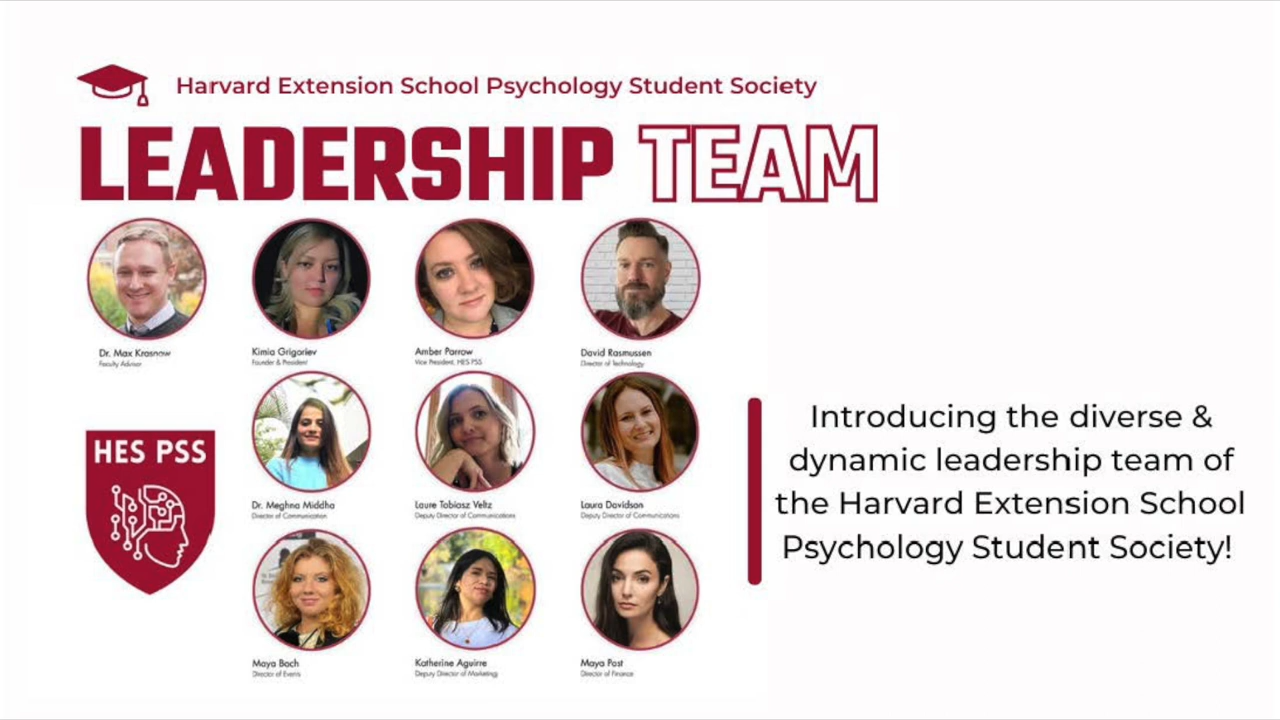 Harvard Extension School Psychology Student Society
LEADERSHIP TEAM
Dr. Max Krasnow
Faculty Advisor
Kimia Grigoriev
Founder & President
Amber Parrow
Vice President, HES PSS
David Rasmussen
Director of Technology
HES PSS
Dr. Meghna Middha
Director of Communication
Laure Tobiasz Veltz
Deputy Director of Communications
Laura Davidson
Deputy Director of Communications
Introducing the diverse &
dynamic leadership team of
the Harvard Extension School
Psychology Student Society!
Maya Bach
Director of Events
Katherine Aguirre
Deputy Director of Marketing
Maya Post
Director of Finance